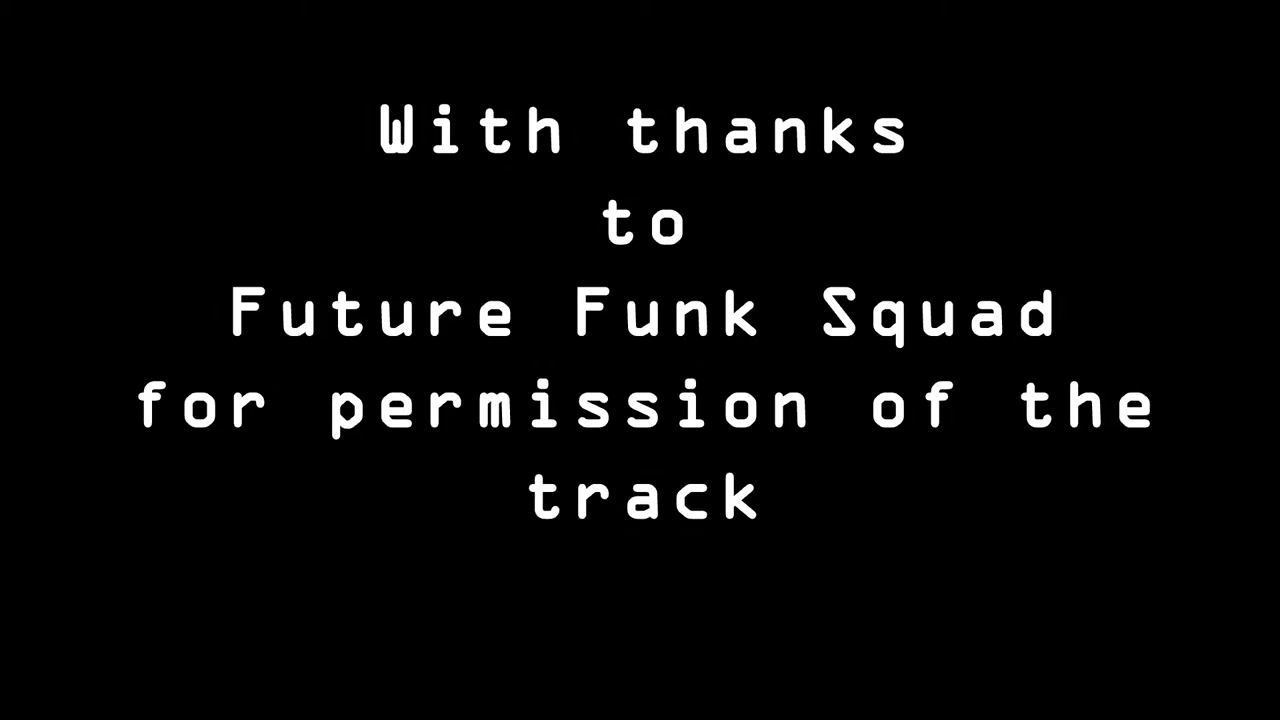 With thanks
to
Future Funk Squad
for permission of the
track